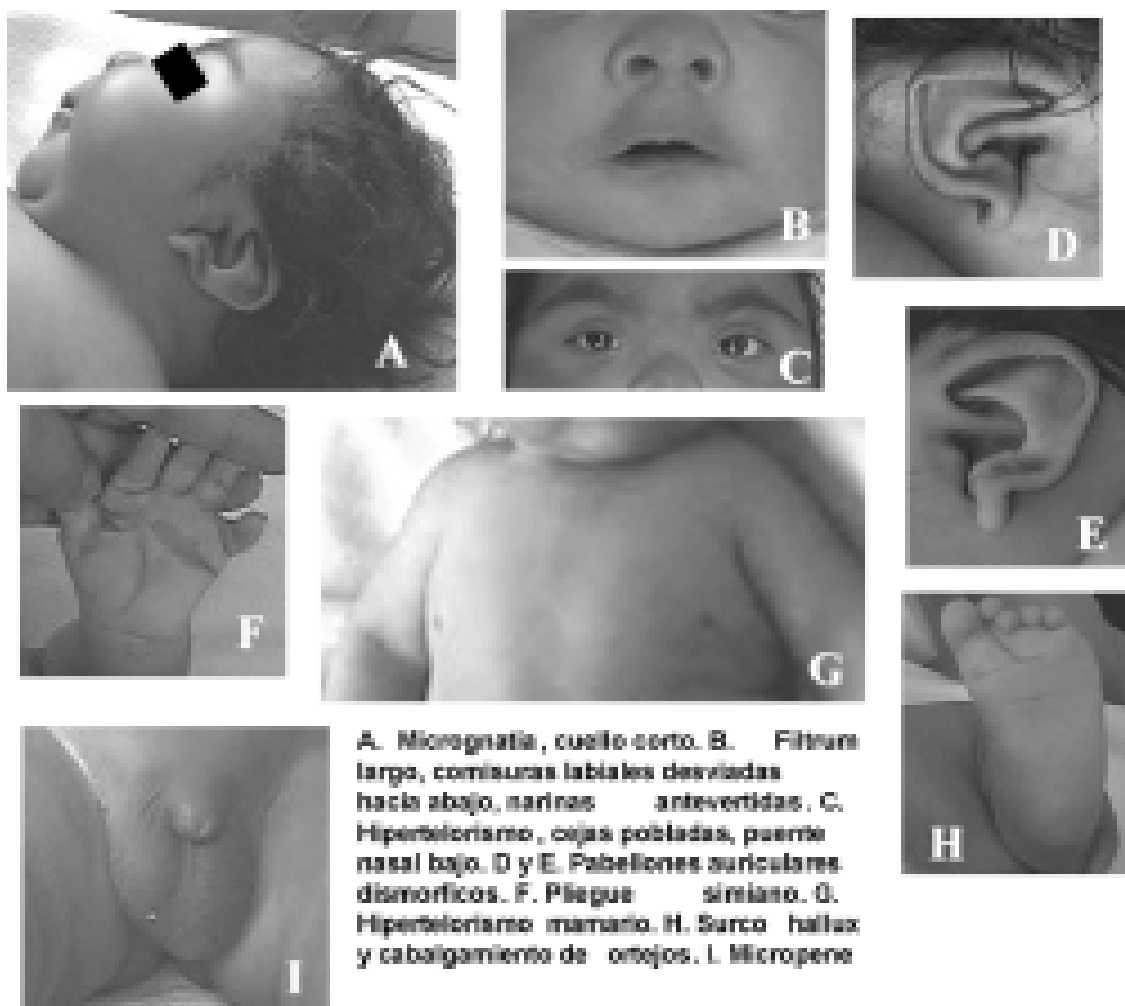 A
B
D
C
E
F
G
H
I
A. Micrognatia, cuello corto. B. Filtrum
largo, comisuras labiales desviadas
hacia abajo, narinas antevertidas. C.
Hipertelorismo, cejas pobladas, puente
nasal bajo. D y E. Pabellones auriculares
dismorficos. F. Pliegue simiano. G.
Hipertelorismo mamario. H. Surco hallux
y cabalgamiento de ortejos. I. Micropene